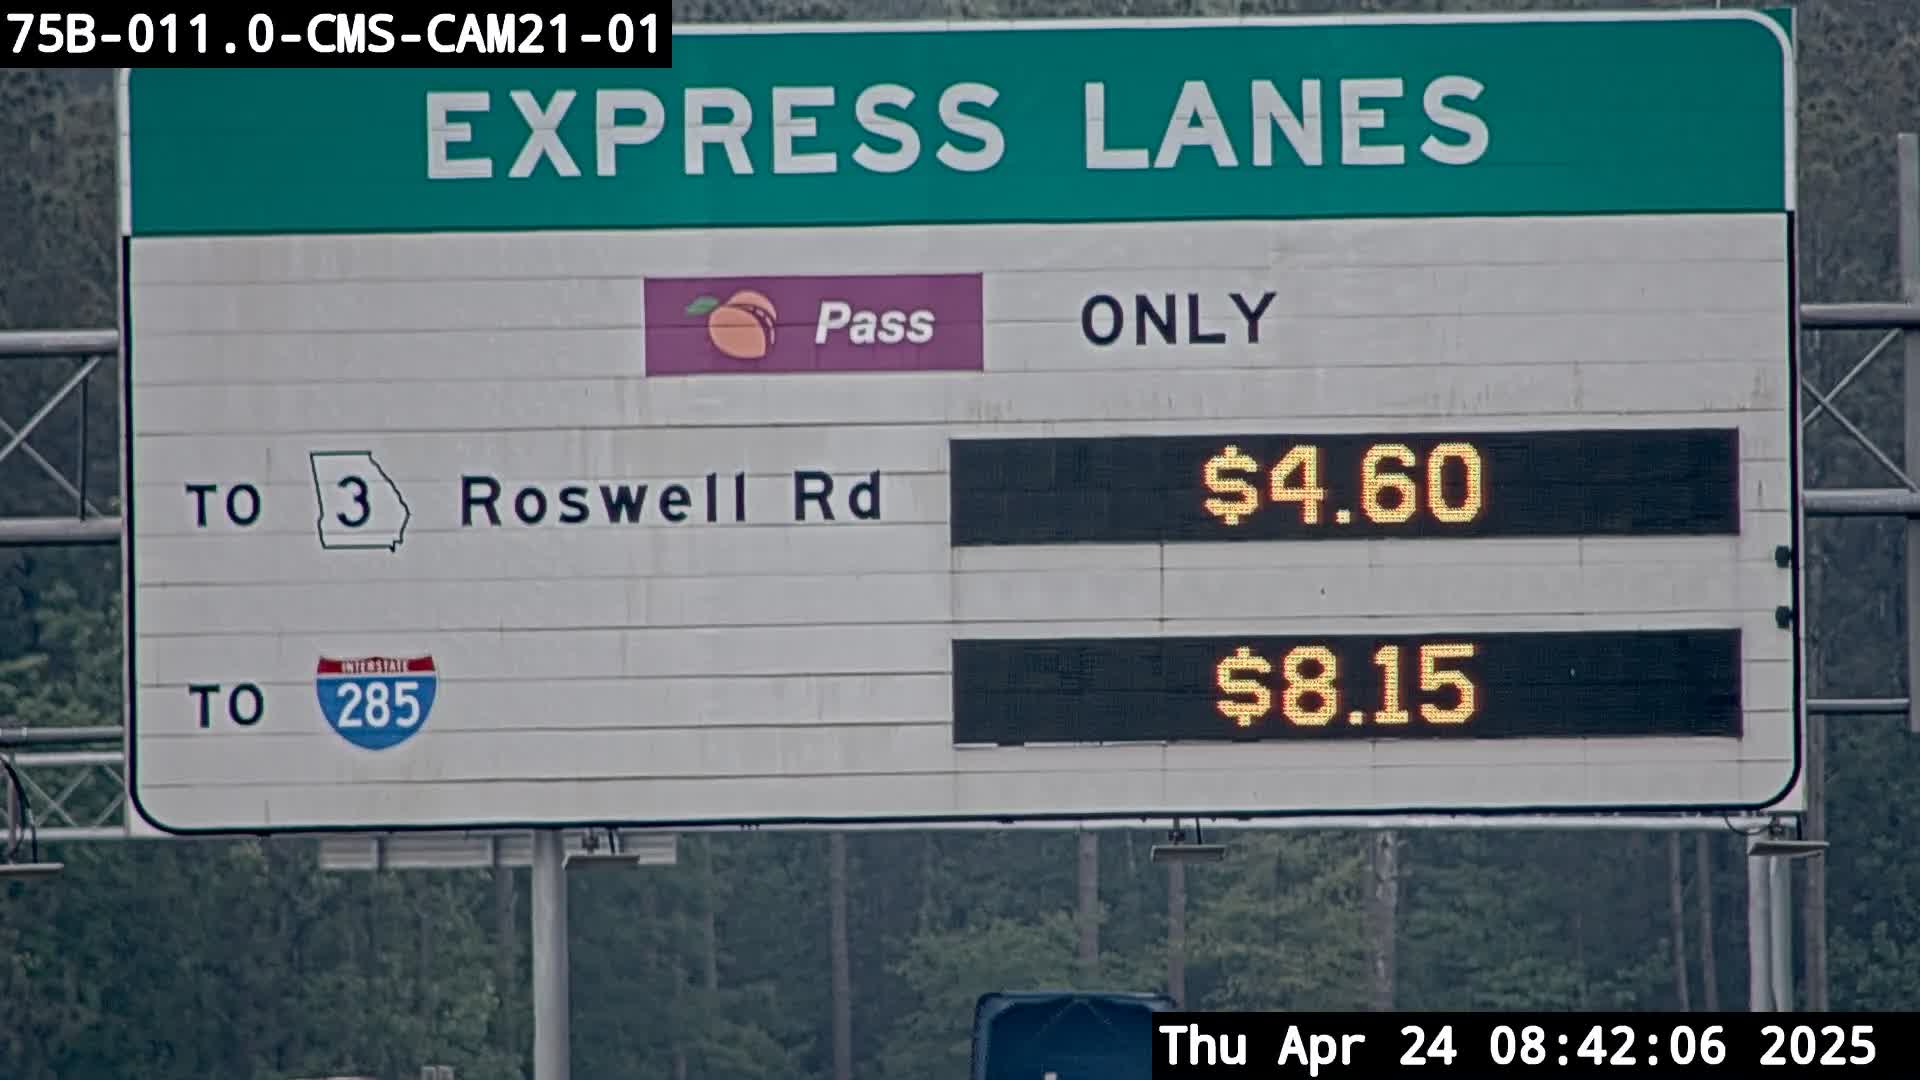 75B-011.0-CMS-CAM21-01
EXPRESS LANES
Pass ONLY
TO 3 Roswell Rd $4.60
INTERSTATE
TO 285 $8.15
Thu Apr 24 08:42:06 2025